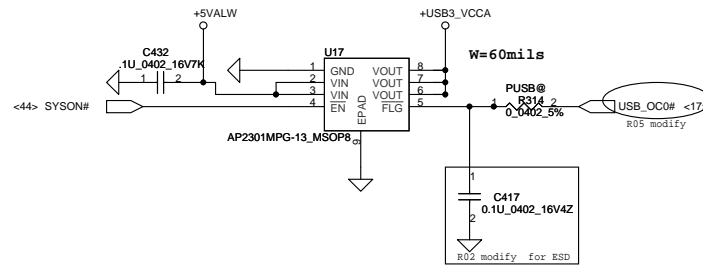 +5VALW
+USB3_VCCA
C432
.1U_0402_16V7K
1
2
U17
W=60mils
1 GND VOUT 8
2 VIN VOUT 7
3 VIN VOUT 6
4 EN FLG 5
EPAD
9
AP2301MPG-13_MSOP8
<44> SYSON#
PUSB@
1 R314 2
0_0402_5%
USB_OC0# <17
R05 modify
1
C417
0.1U_0402_16V4Z
2
R02 modify for ESD